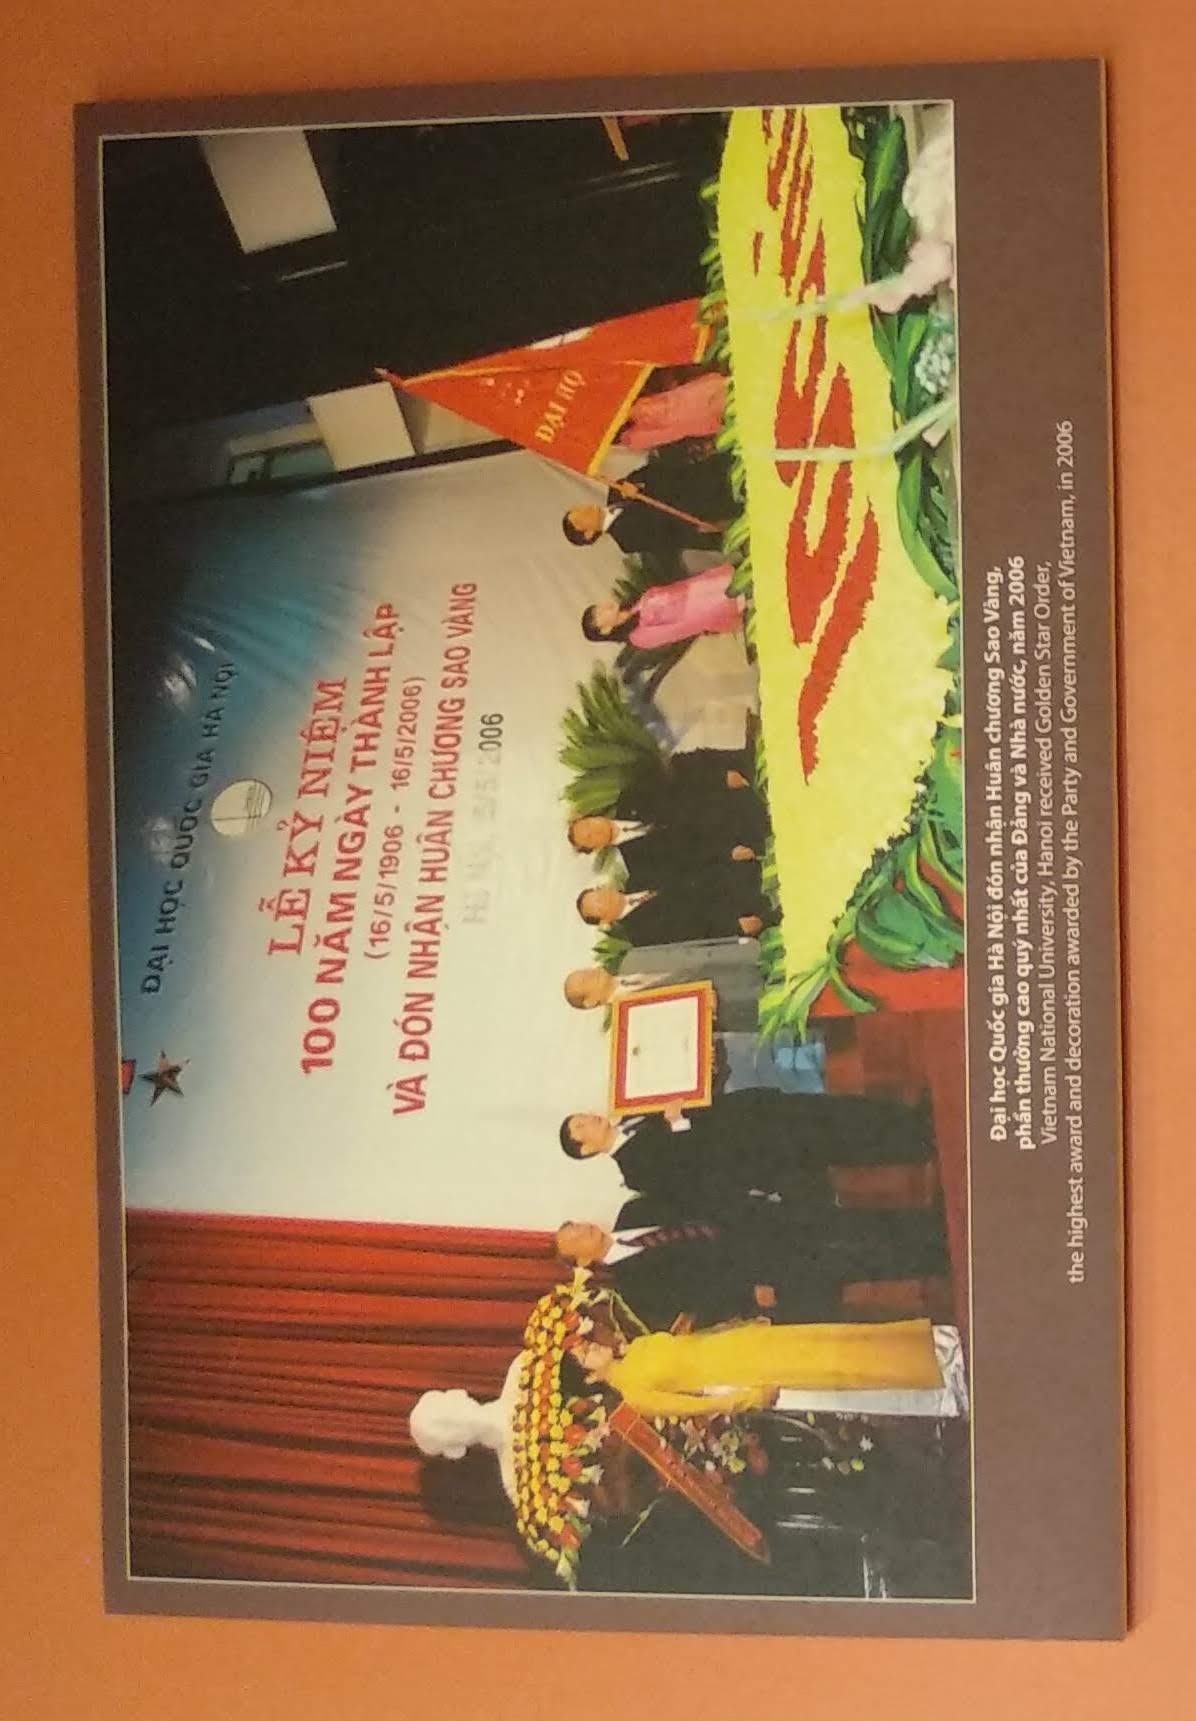 ĐẠI HỌC QUỐC GIA HÀ NỘI
LỄ KỶ NIỆM
100 NĂM NGÀY THÀNH LẬP
(16/5/1906 - 16/5/2006)
VÀ ĐÓN NHẬN HUÂN CHƯƠNG SAO VÀNG
2006
ĐẠI HỌ
Đại học Quốc gia Hà Nội đón nhận Huân chương Sao Vàng,
phần thưởng cao quý nhất của Đảng và Nhà nước, năm 2006
Vietnam National University, Hanoi received Golden Star Order,
the highest award and decoration awarded by the Party and Government of Vietnam, in 2006